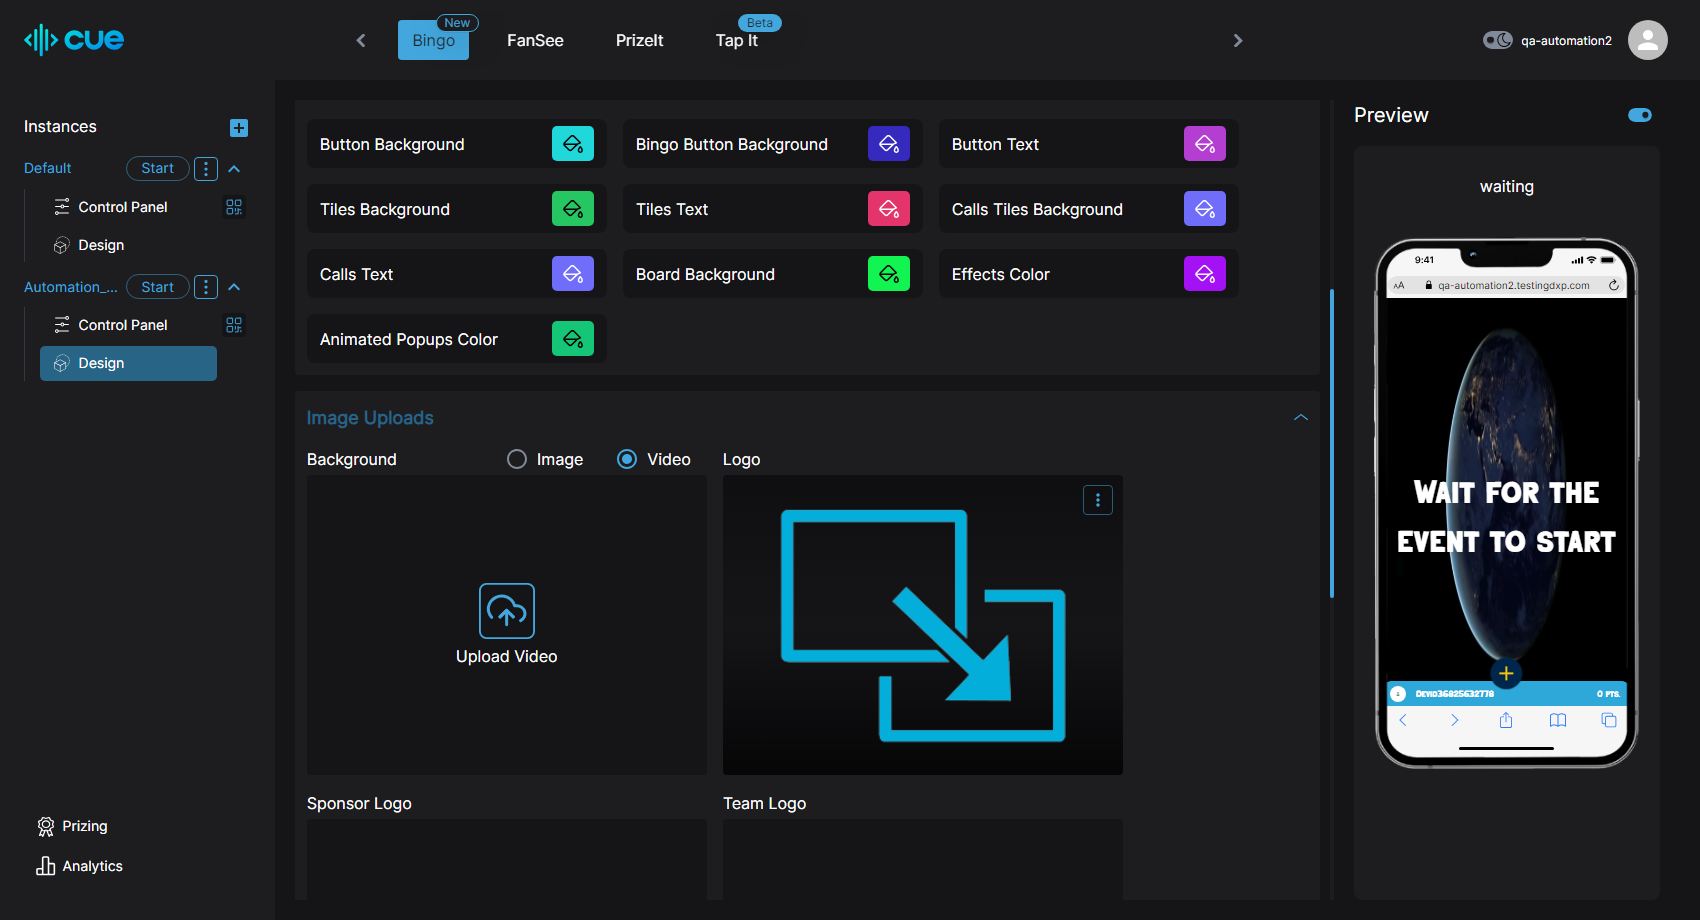 cue
New
Bingo
FanSee
PrizeIt
Beta
Tap It
qa-automation2
Instances
Default
Start
Control Panel
Design
Automation_...
Start
Control Panel
Design
Prizing
Analytics
Button Background
Bingo Button Background
Button Text
Tiles Background
Tiles Text
Calls Tiles Background
Calls Text
Board Background
Effects Color
Animated Popups Color
Image Uploads
Background
Image
Video
Logo
Upload Video
Sponsor Logo
Team Logo
Preview
waiting
9:41
AA
qa-automation2.testingdxp.com
Wait for the
event to start
Devid36825632778
0 pts.